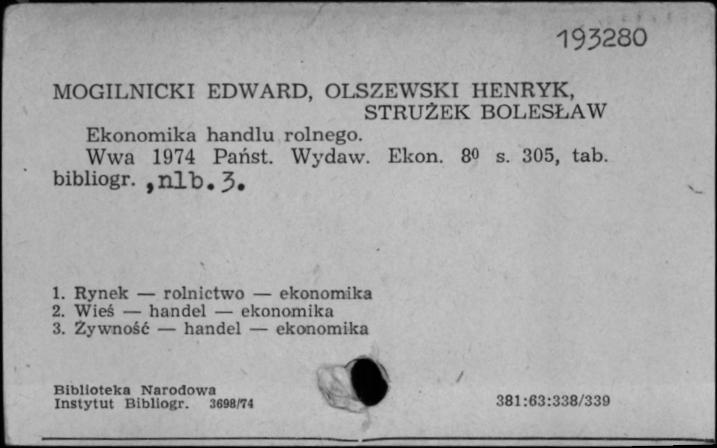 193280
MOGILNICKI EDWARD, OLSZEWSKI HENRYK,
STRUŻEK BOLESŁAW
Ekonomika handlu rolnego.
Wwa 1974 Państ. Wydaw. Ekon. 8⁰ s. 305, tab.
bibliogr. ,nlb. 3.
1. Rynek — rolnictwo — ekonomika
2. Wieś — handel — ekonomika
3. Żywność — handel — ekonomika
Biblioteka Narodowa
Instytut Bibliogr. 3698/74
381:63:338/339